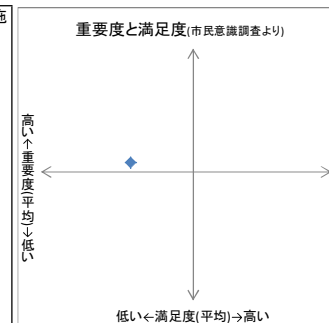 施
重要度と満足度(市民意識調査より)
高い←重要度(平均)→低い
低い←満足度(平均)→高い